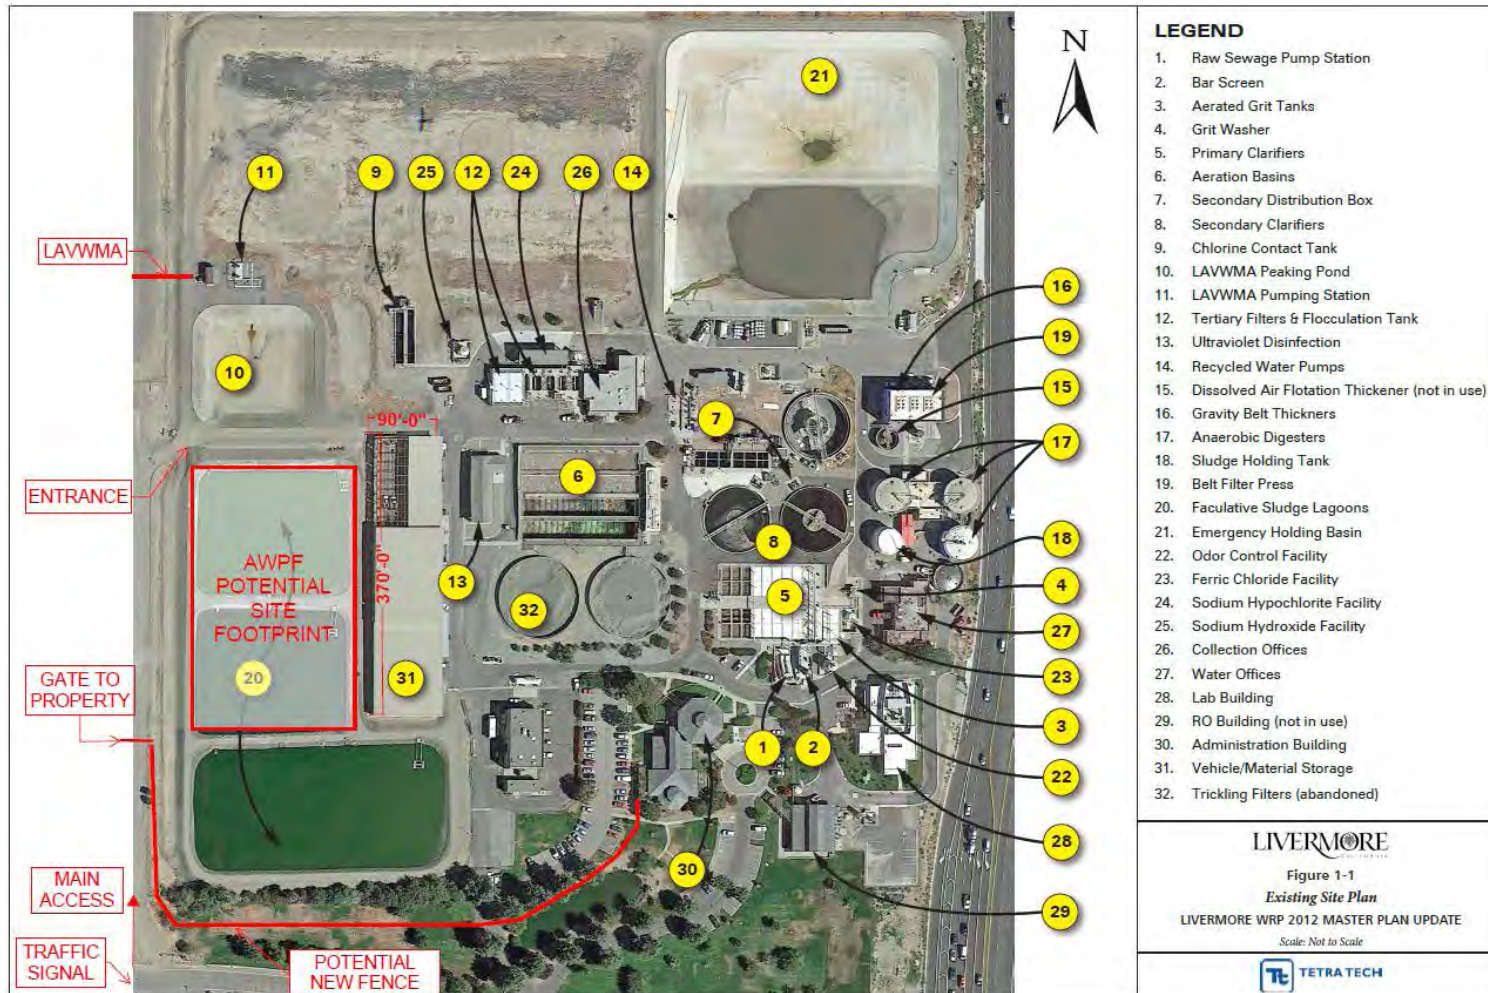 N
21
11
9
25
12
24
26
14
LAVWMA
16
19
10
15
90'-0"
7
17
ENTRANCE
6
AWPF
POTENTIAL
SITE
FOOTPRINT
370'-0"
8
18
13
32
5
4
27
GATE TO
PROPERTY
20
31
23
3
1
2
22
28
MAIN
ACCESS
30
29
TRAFFIC
SIGNAL
POTENTIAL
NEW FENCE
LEGEND
1. Raw Sewage Pump Station
2. Bar Screen
3. Aerated Grit Tanks
4. Grit Washer
5. Primary Clarifiers
6. Aeration Basins
7. Secondary Distribution Box
8. Secondary Clarifiers
9. Chlorine Contact Tank
10. LAVWMA Peaking Pond
11. LAVWMA Pumping Station
12. Tertiary Filters & Flocculation Tank
13. Ultraviolet Disinfection
14. Recycled Water Pumps
15. Dissolved Air Flotation Thickener (not in use)
16. Gravity Belt Thickners
17. Anaerobic Digesters
18. Sludge Holding Tank
19. Belt Filter Press
20. Faculative Sludge Lagoons
21. Emergency Holding Basin
22. Odor Control Facility
23. Ferric Chloride Facility
24. Sodium Hypochlorite Facility
25. Sodium Hydroxide Facility
26. Collection Offices
27. Water Offices
28. Lab Building
29. RO Building (not in use)
30. Administration Building
31. Vehicle/Material Storage
32. Trickling Filters (abandoned)
LIVERMORE
CALIFORNIA
Figure 1-1
Existing Site Plan
LIVERMORE WRP 2012 MASTER PLAN UPDATE
Scale: Not to Scale
Tt TETRA TECH